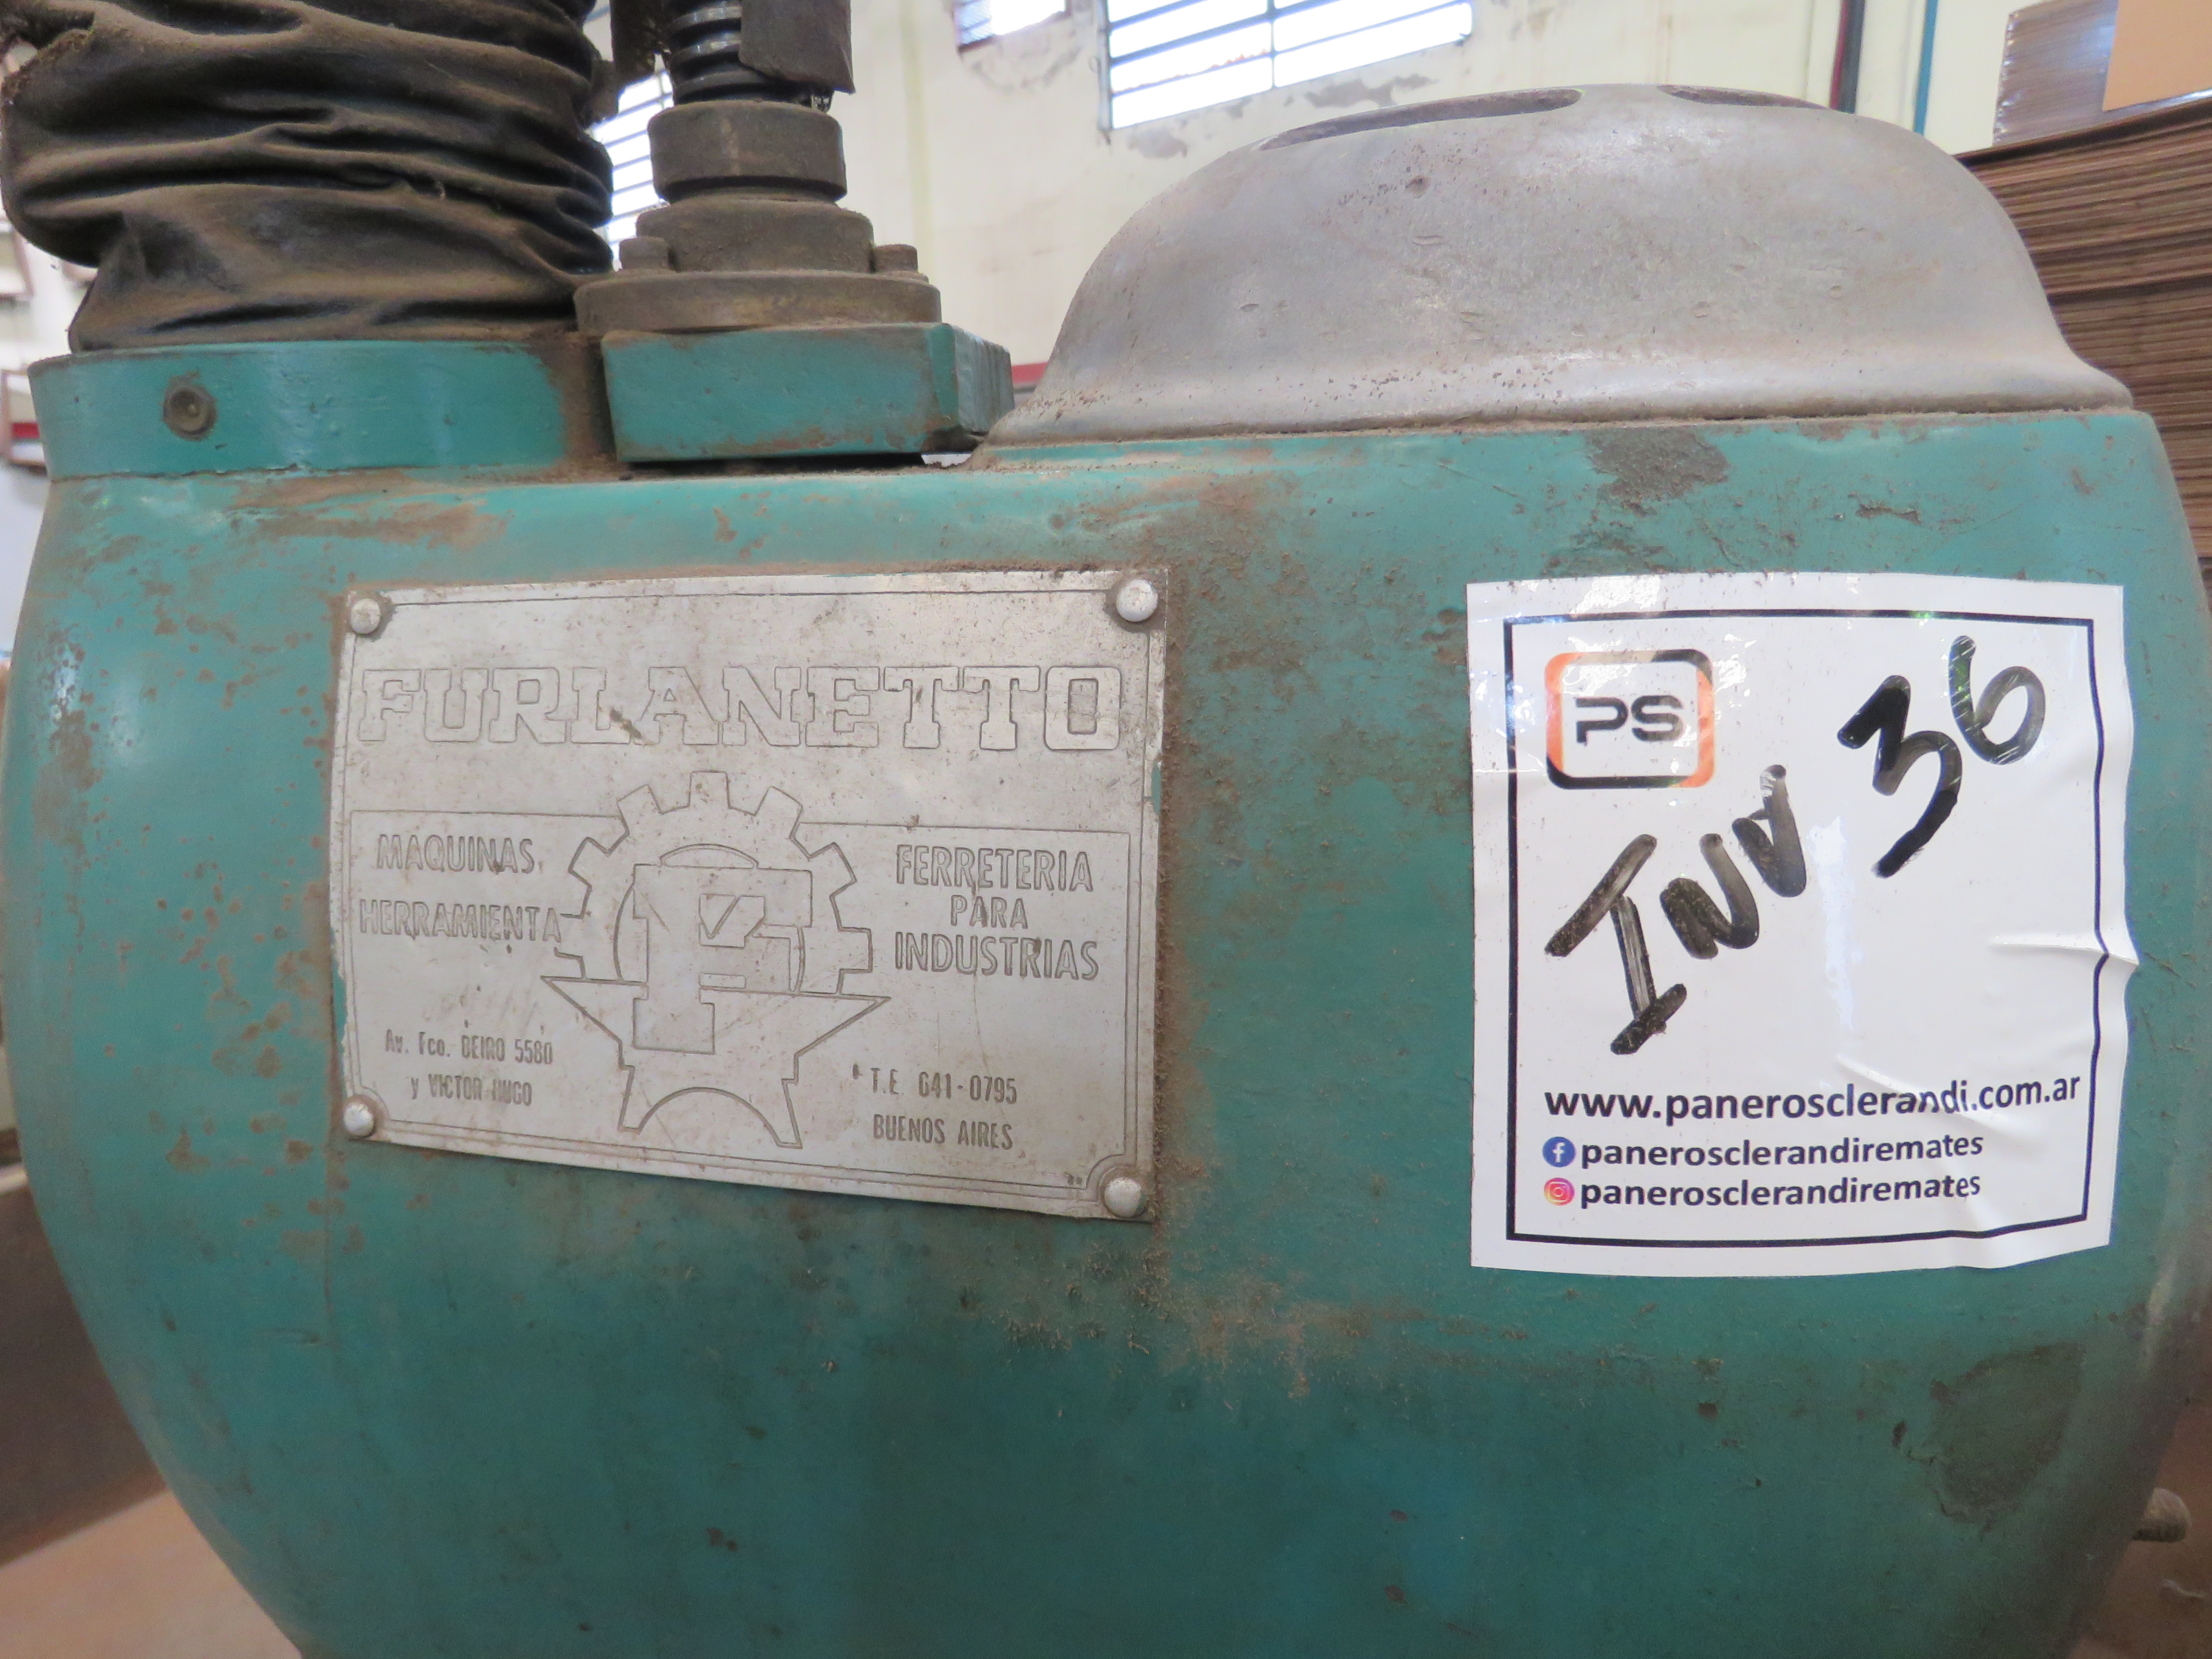 FURLANETTO
MAQUINAS
HERRAMIENTA
FERRETERIA
PARA
INDUSTRIAS
Av. Fco. BEIRO 5580
y VICTOR HUGO
T.E. 641-0795
BUENOS AIRES
PS
INV 36
www.panerosclerandi.com.ar
panerosclerandiremates
panerosclerandiremates